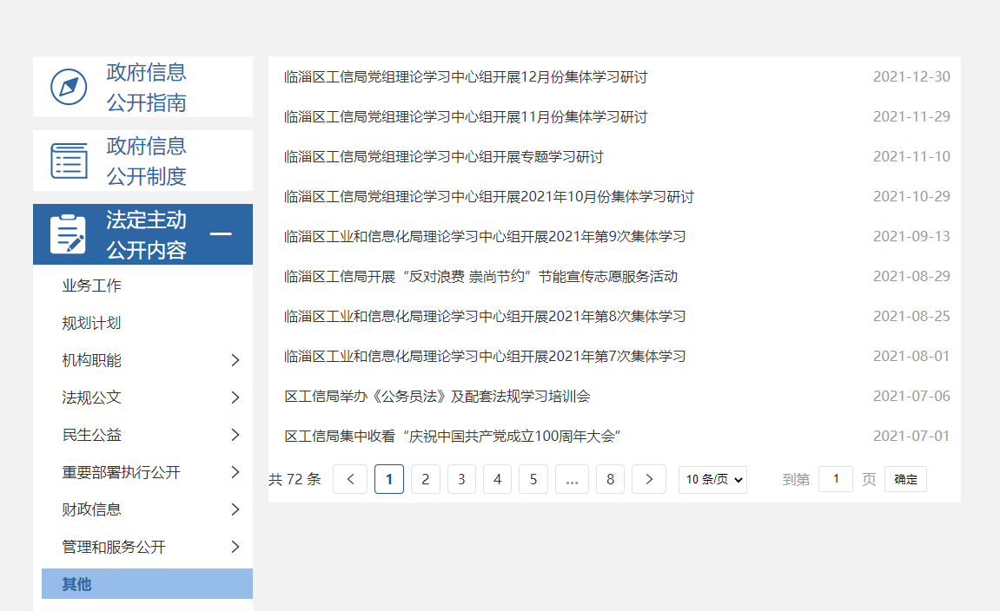 政府信息
公开指南
政府信息
公开制度
法定主动
公开内容
业务工作
规划计划
机构职能
法规公文
民生公益
重要部署执行公开
财政信息
管理和服务公开
其他
临淄区工信局党组理论学习中心组开展12月份集体学习研讨 2021-12-30
临淄区工信局党组理论学习中心组开展11月份集体学习研讨 2021-11-29
临淄区工信局党组理论学习中心组开展专题学习研讨 2021-11-10
临淄区工信局党组理论学习中心组开展2021年10月份集体学习研讨 2021-10-29
临淄区工业和信息化局理论学习中心组开展2021年第9次集体学习 2021-09-13
临淄区工信局开展“反对浪费 崇尚节约”节能宣传志愿服务活动 2021-08-29
临淄区工业和信息化局理论学习中心组开展2021年第8次集体学习 2021-08-25
临淄区工业和信息化局理论学习中心组开展2021年第7次集体学习 2021-08-01
区工信局举办《公务员法》及配套法规学习培训会 2021-07-06
区工信局集中收看“庆祝中国共产党成立100周年大会” 2021-07-01
共 72 条 < 1 2 3 4 5 … 8 > 10 条/页 到第 1 页 确定